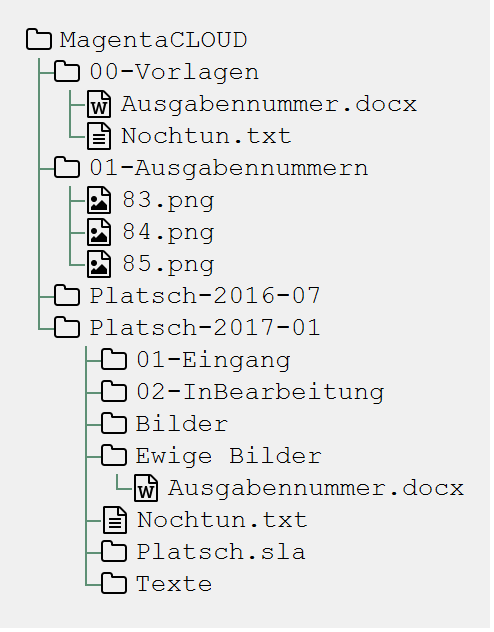 MagentaCLOUD
00-Vorlagen
Ausgabennummer.docx
Nochtun.txt
01-Ausgabennummern
83.png
84.png
85.png
Platsch-2016-07
Platsch-2017-01
01-Eingang
02-InBearbeitung
Bilder
Ewige Bilder
Ausgabennummer.docx
Nochtun.txt
Platsch.sla
Texte